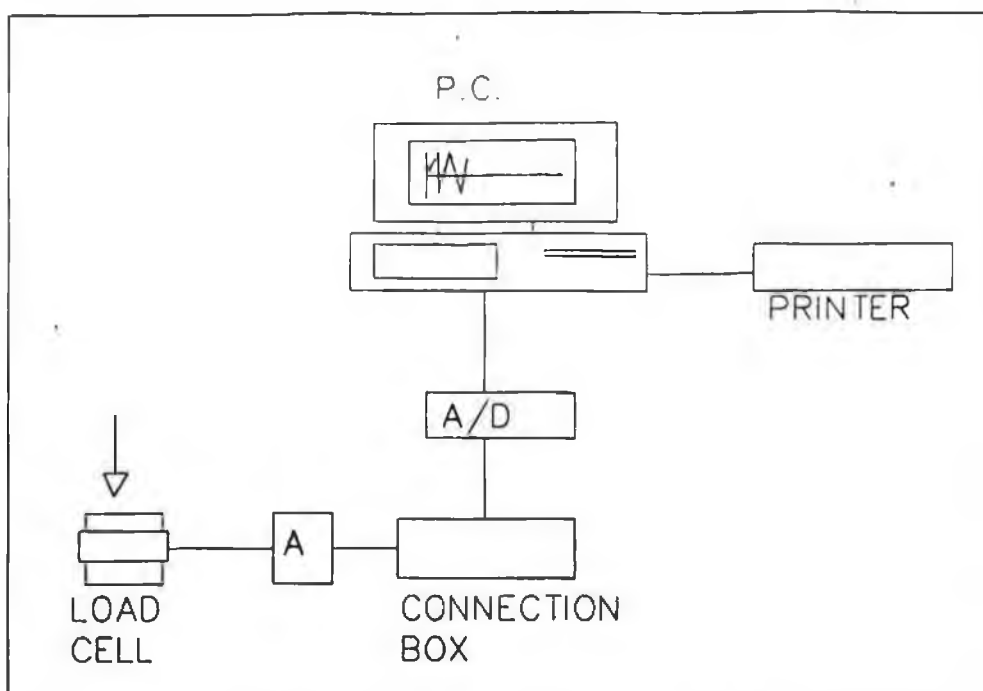 P.C.
PRINTER
A/D
A
LOAD
CELL
CONNECTION
BOX